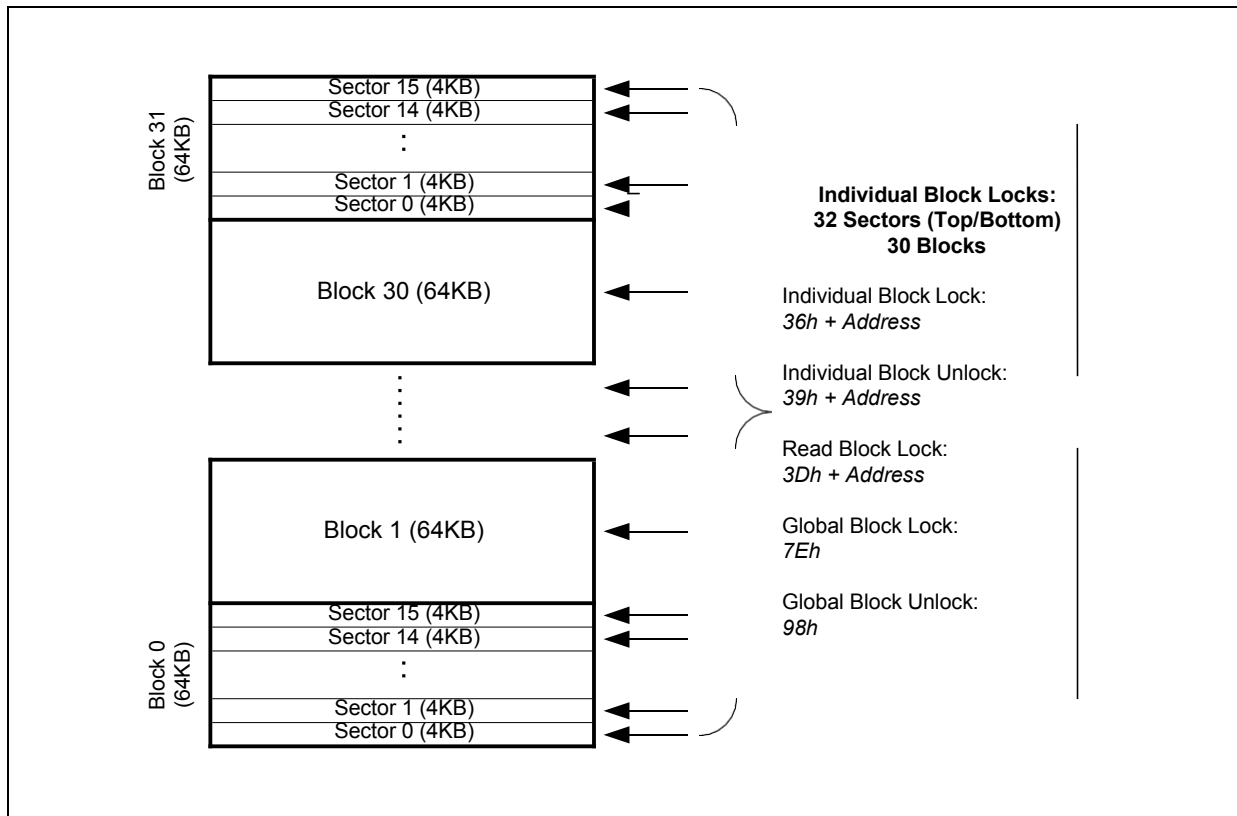 Block 31
(64KB)
Sector 15 (4KB)
Sector 14 (4KB)
:
Sector 1 (4KB)
Sector 0 (4KB)
Block 30 (64KB)
Block 1 (64KB)
Block 0
(64KB)
Sector 15 (4KB)
Sector 14 (4KB)
:
Sector 1 (4KB)
Sector 0 (4KB)
Individual Block Locks:
32 Sectors (Top/Bottom)
30 Blocks
Individual Block Lock:
36h + Address
Individual Block Unlock:
39h + Address
Read Block Lock:
3Dh + Address
Global Block Lock:
7Eh
Global Block Unlock:
98h